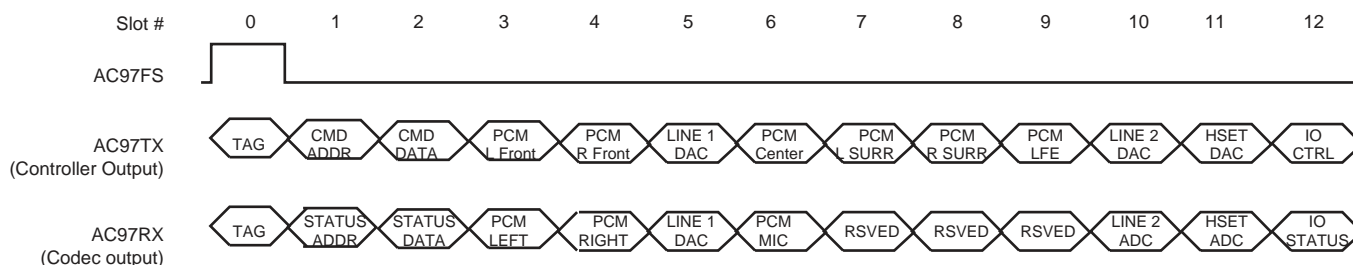 Slot # 0 1 2 3 4 5 6 7 8 9 10 11 12
AC97FS
AC97TX
(Controller Output)
TAG
CMD
ADDR
CMD
DATA
PCM
L Front
PCM
R Front
LINE 1
DAC
PCM
Center
PCM
L SURR
PCM
R SURR
PCM
LFE
LINE 2
DAC
HSET
DAC
IO
CTRL
AC97RX
(Codec output)
TAG
STATUS
ADDR
STATUS
DATA
PCM
LEFT
PCM
RIGHT
LINE 1
DAC
PCM
MIC
RSVED
RSVED
RSVED
LINE 2
ADC
HSET
ADC
IO
STATUS